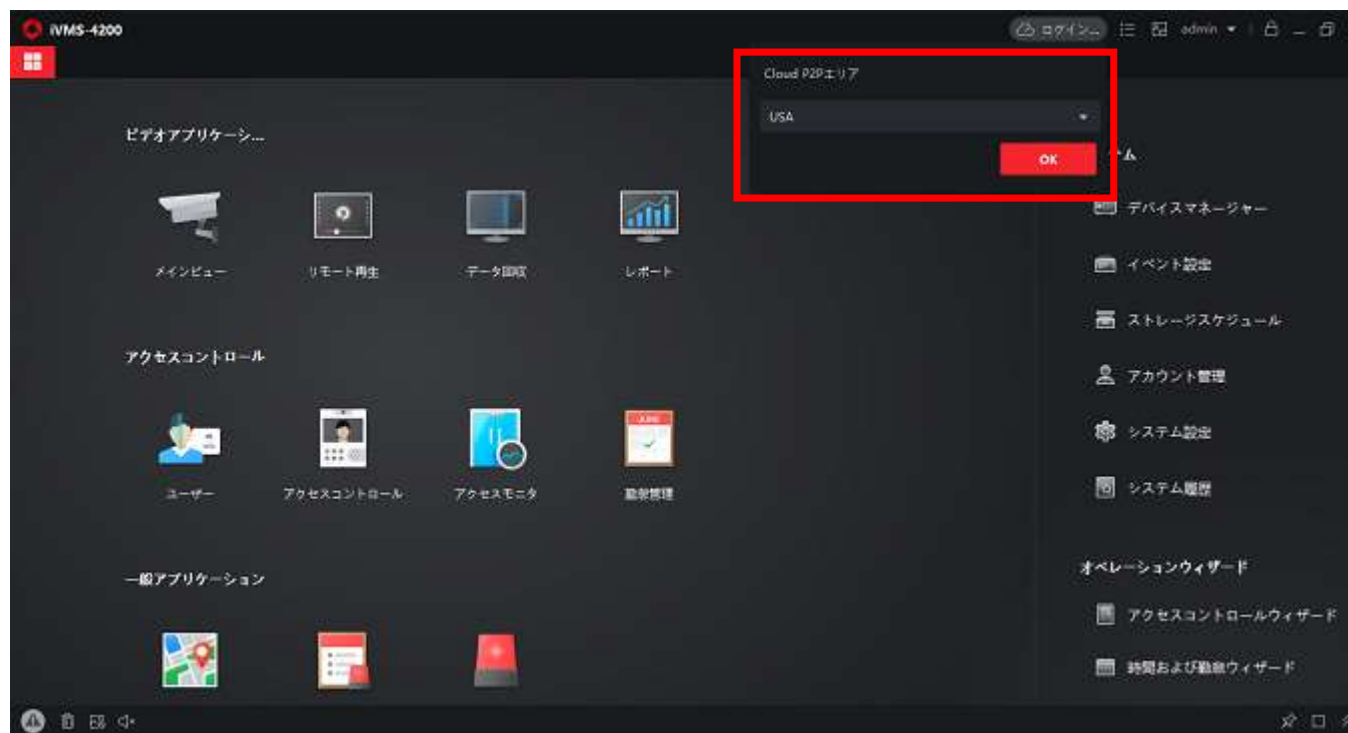 iVMS-4200
ログイン...
admin
Cloud P2Pエリア
USA
OK
ビデオアプリケーシ...
メインビュー
リモート再生
データ回収
レポート
アクセスコントロール
ユーザー
アクセスコントロール
アクセスモニタ
勤怠管理
一般アプリケーション
ム
デバイスマネージャー
イベント設定
ストレージスケジュール
アカウント管理
システム設定
システム履歴
オペレーションウィザード
アクセスコントロールウィザード
時間および勤怠ウィザード